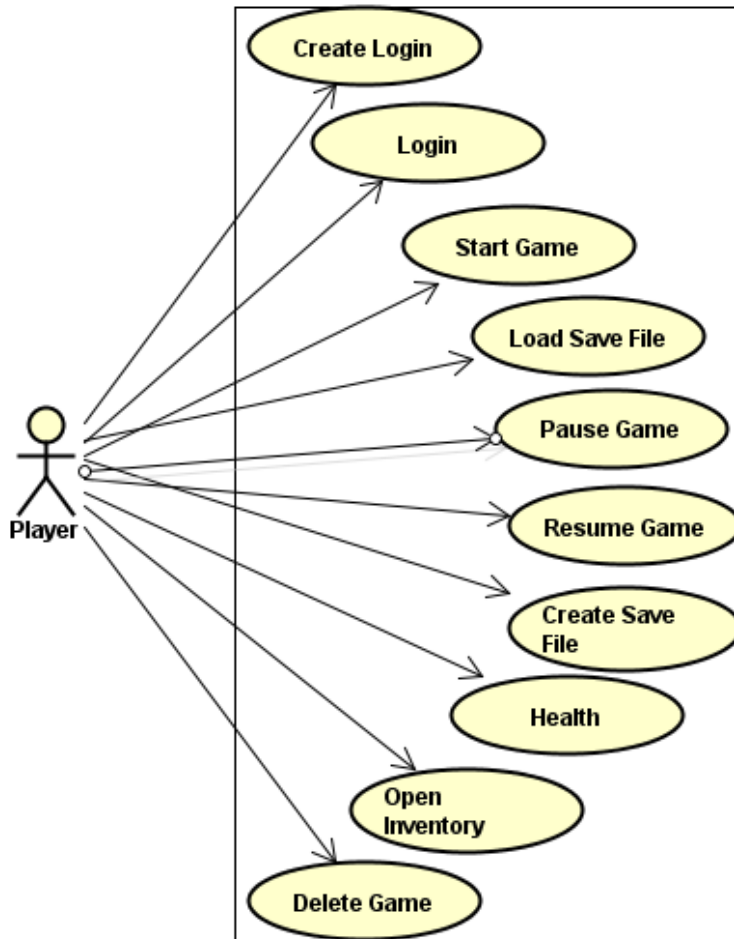 Create Login
Login
Start Game
Load Save File
Pause Game
Player
Resume Game
Create Save
File
Health
Open
Inventory
Delete Game